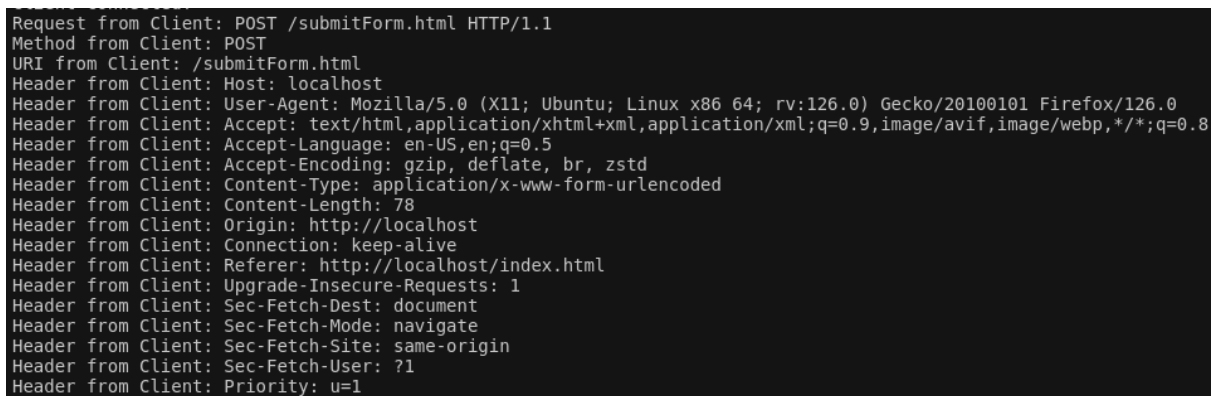 Request from Client: POST /submitForm.html HTTP/1.1
Method from Client: POST
URI from Client: /submitForm.html
Header from Client: Host: localhost
Header from Client: User-Agent: Mozilla/5.0 (X11; Ubuntu; Linux x86 64; rv:126.0) Gecko/20100101 Firefox/126.0
Header from Client: Accept: text/html,application/xhtml+xml,application/xml;q=0.9,image/avif,image/webp,*/*;q=0.8
Header from Client: Accept-Language: en-US,en;q=0.5
Header from Client: Accept-Encoding: gzip, deflate, br, zstd
Header from Client: Content-Type: application/x-www-form-urlencoded
Header from Client: Content-Length: 78
Header from Client: Origin: http://localhost
Header from Client: Connection: keep-alive
Header from Client: Referer: http://localhost/index.html
Header from Client: Upgrade-Insecure-Requests: 1
Header from Client: Sec-Fetch-Dest: document
Header from Client: Sec-Fetch-Mode: navigate
Header from Client: Sec-Fetch-Site: same-origin
Header from Client: Sec-Fetch-User: ?1
Header from Client: Priority: u=1